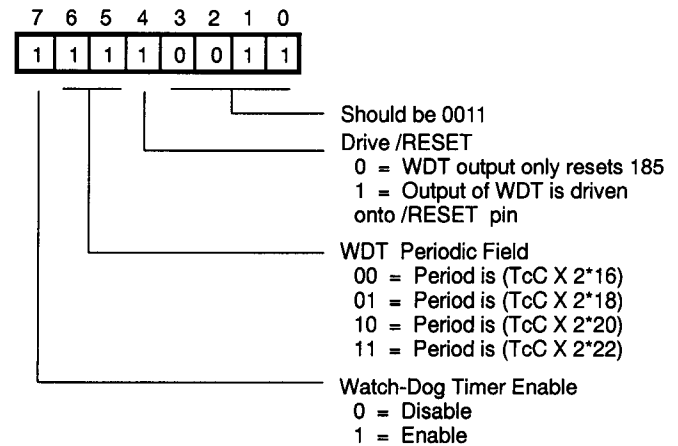 7 6 5 4 3 2 1 0
1 1 1 1 0 0 1 1
Should be 0011
Drive /RESET
0 = WDT output only resets 185
1 = Output of WDT is driven
onto /RESET pin
WDT Periodic Field
00 = Period is (TcC X 2*16)
01 = Period is (TcC X 2*18)
10 = Period is (TcC X 2*20)
11 = Period is (TcC X 2*22)
Watch-Dog Timer Enable
0 = Disable
1 = Enable